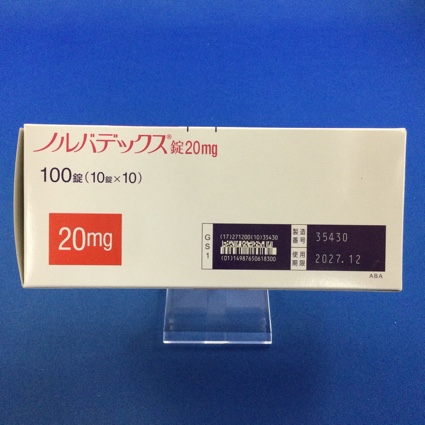 ノルバデックス®錠20mg
100錠(10錠×10)
20mg
GS1
(17)271200(10)35430
(01)14987650618300
製造番号 35430
使用期限 2027.12
ABA